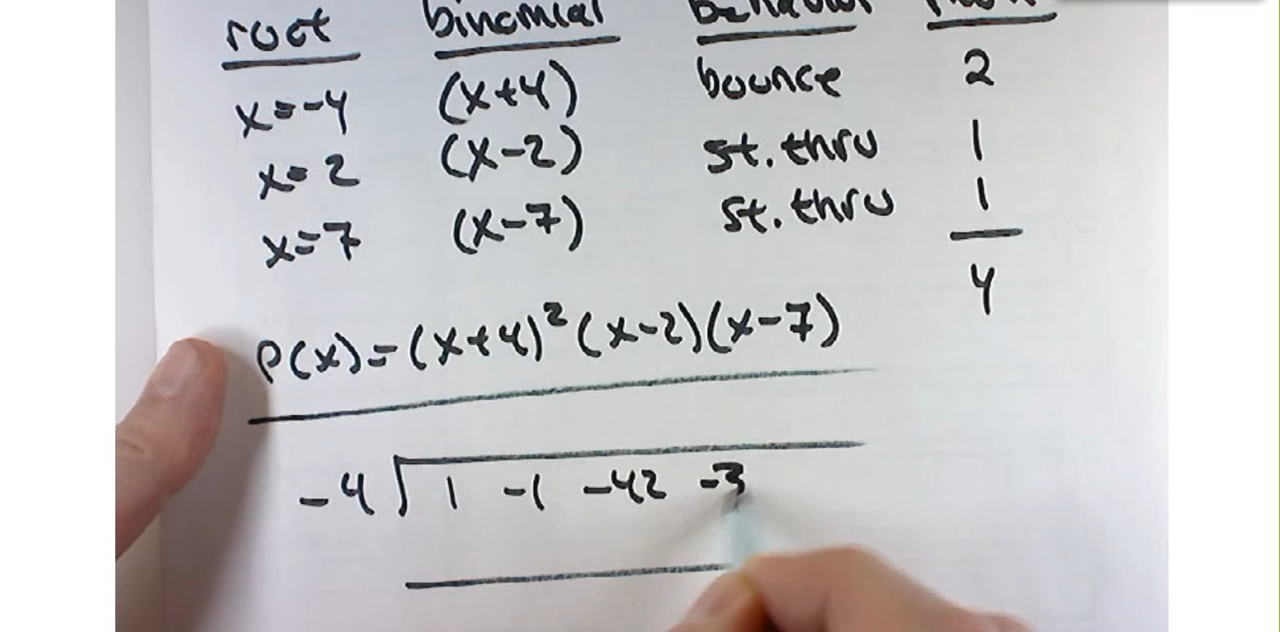 root binomial behavior
x=-4 (x+4) bounce 2
x=2 (x-2) st. thru 1
x=7 (x-7) st. thru 1
4
P(x)=(x+4)²(x-2)(x-7)
-4 1 -1 -42 -3